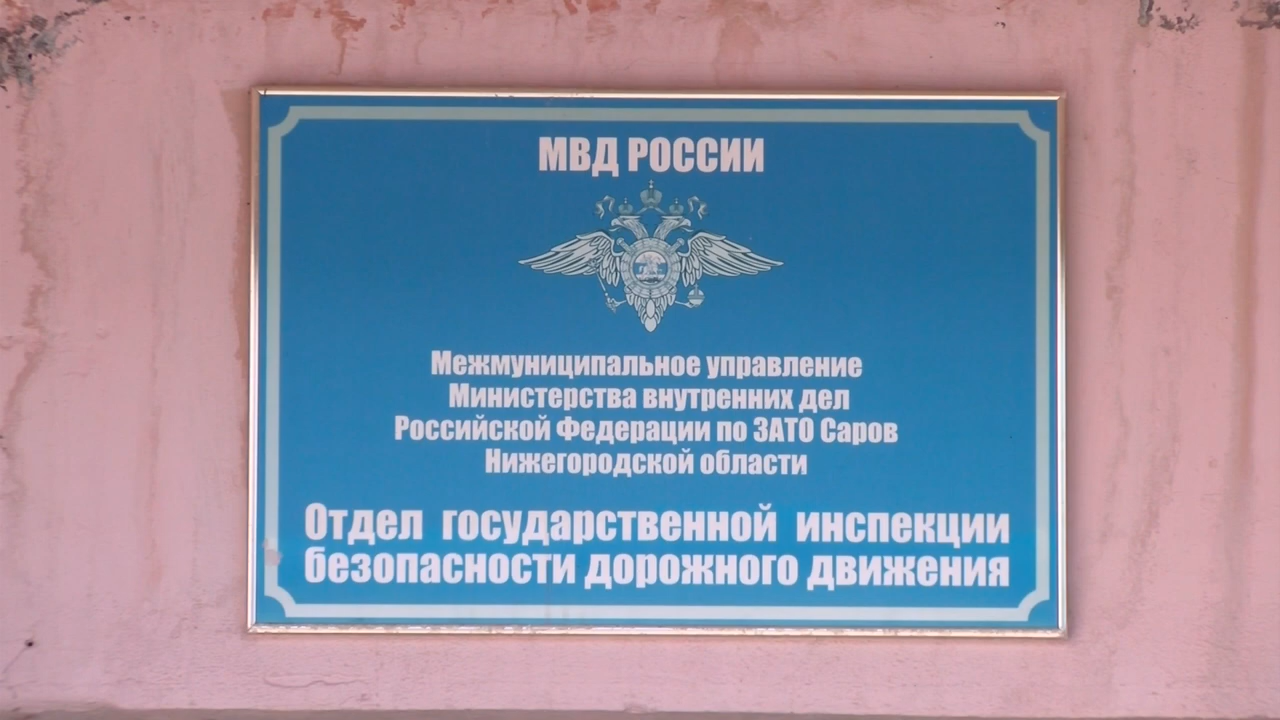 МВД РОССИИ
Межмуниципальное управление
Министерства внутренних дел
Российской Федерации по ЗАТО Саров
Нижегородской области
Отдел государственной инспекции
безопасности дорожного движения